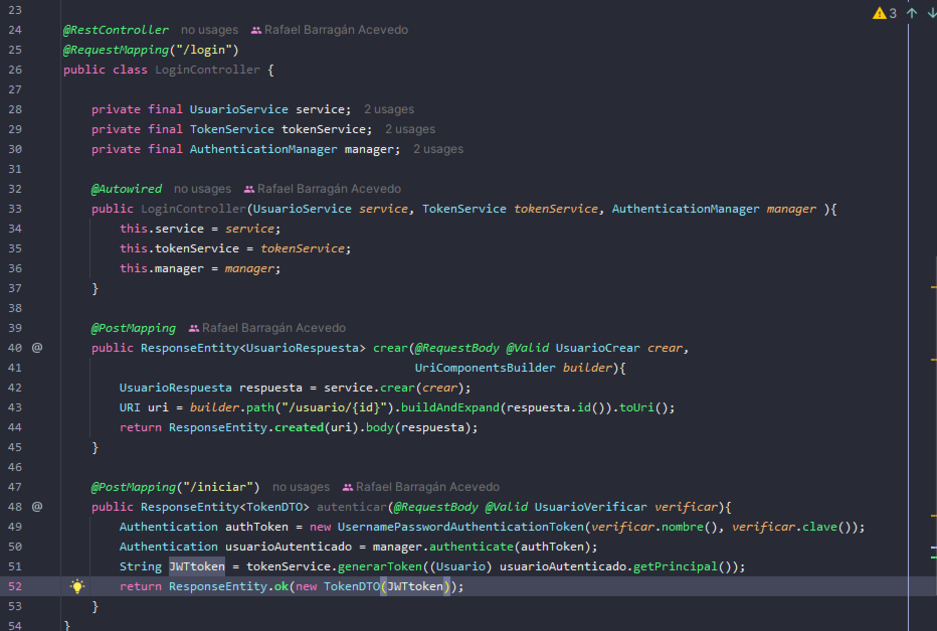 23
⚠3
24 @RestController no usages Rafael Barragán Acevedo
25 @RequestMapping("/login")
26 public class LoginController {
27
28 private final UsuarioService service; 2 usages
29 private final TokenService tokenService; 2 usages
30 private final AuthenticationManager manager; 2 usages
31
32 @Autowired no usages Rafael Barragán Acevedo
33 public LoginController(UsuarioService service, TokenService tokenService, AuthenticationManager manager ){
34 this.service = service;
35 this.tokenService = tokenService;
36 this.manager = manager;
37 }
38
39 @PostMapping Rafael Barragán Acevedo
40 @ public ResponseEntity<UsuarioRespuesta> crear(@RequestBody @Valid UsuarioCrear crear,
41 UriComponentsBuilder builder){
42 UsuarioRespuesta respuesta = service.crear(crear);
43 URI uri = builder.path("/usuario/{id}").buildAndExpand(respuesta.id()).toUri();
44 return ResponseEntity.created(uri).body(respuesta);
45 }
46
47 @PostMapping("/iniciar") no usages Rafael Barragán Acevedo
48 @ public ResponseEntity<TokenDTO> autenticar(@RequestBody @Valid UsuarioVerificar verificar){
49 Authentication authToken = new UsernamePasswordAuthenticationToken(verificar.nombre(), verificar.clave());
50 Authentication usuarioAutenticado = manager.authenticate(authToken);
51 String JWTtoken = tokenService.generarToken((Usuario) usuarioAutenticado.getPrincipal());
52 return ResponseEntity.ok(new TokenDTO(JWTtoken));
53 }
54 }